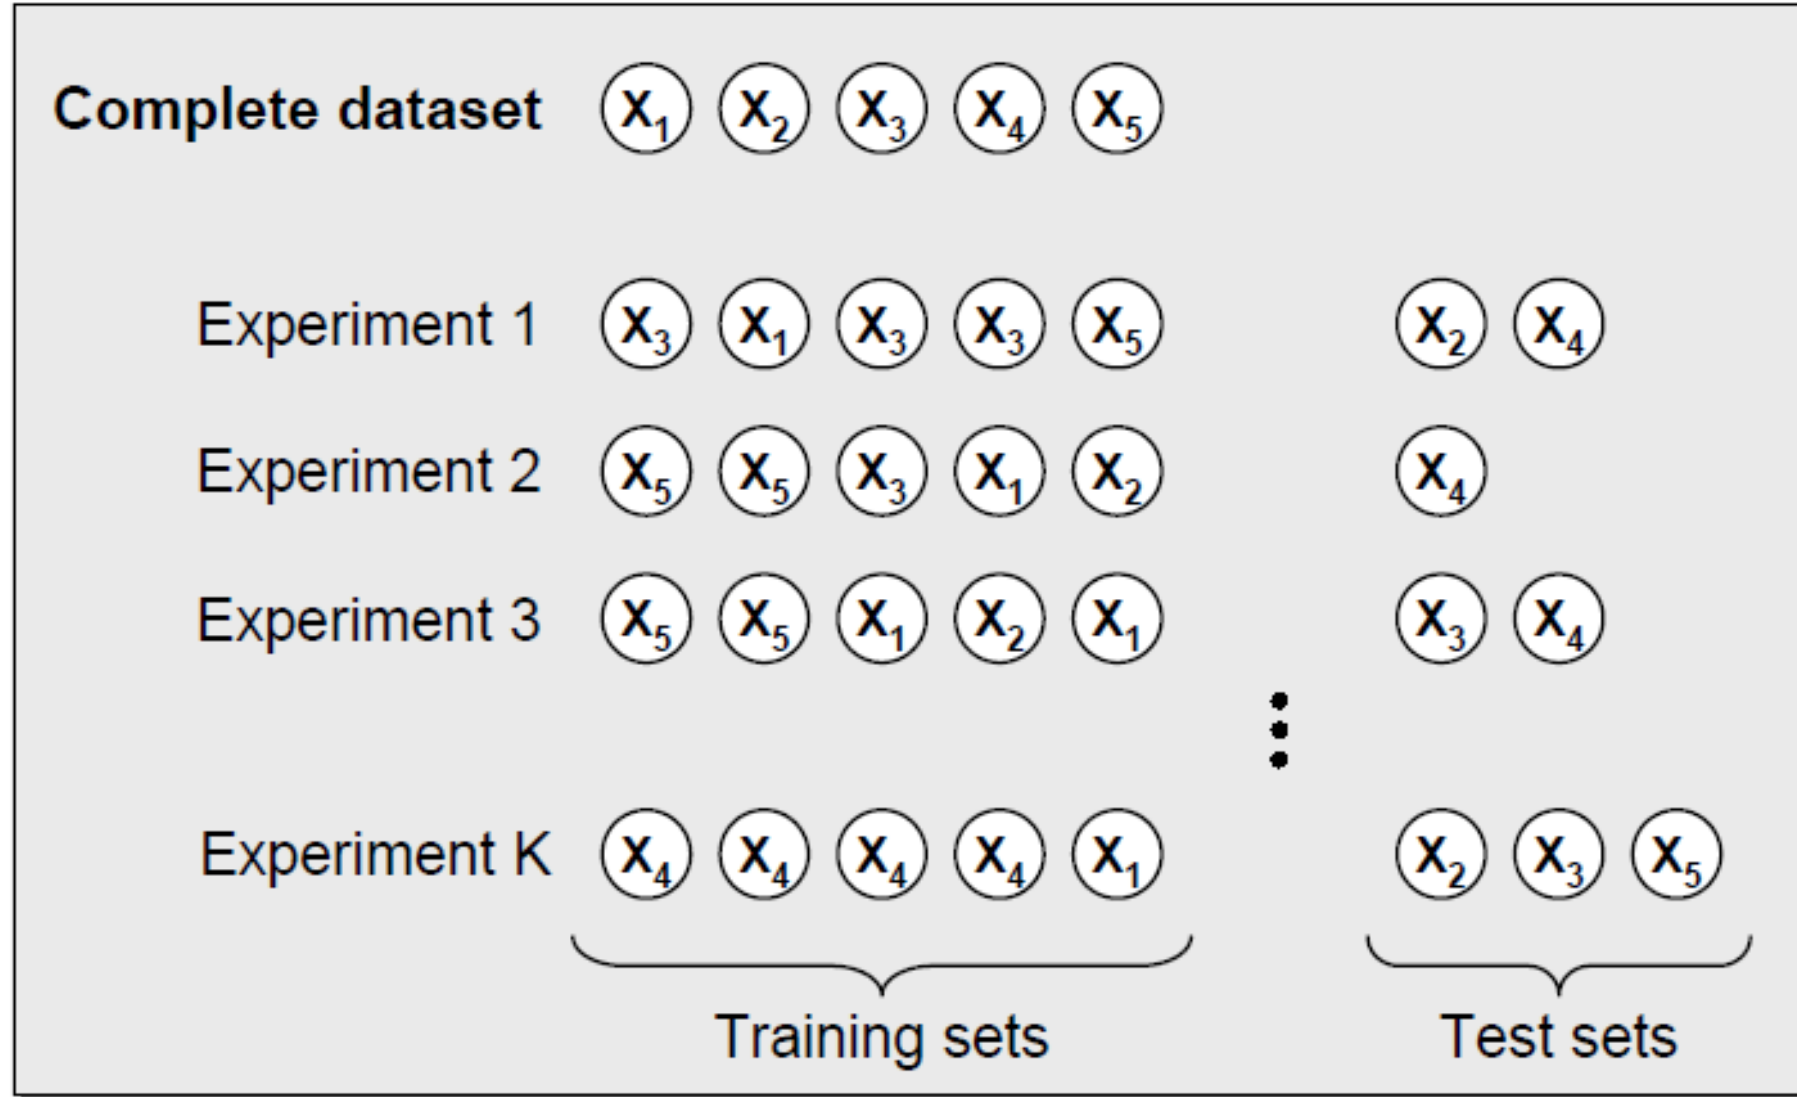 Complete dataset X1 X2 X3 X4 X5
Experiment 1 X3 X1 X3 X3 X5 X2 X4
Experiment 2 X5 X5 X3 X1 X2 X4
Experiment 3 X5 X5 X1 X2 X1 X3 X4
Experiment K X4 X4 X4 X4 X1 X2 X3 X5
Training sets Test sets